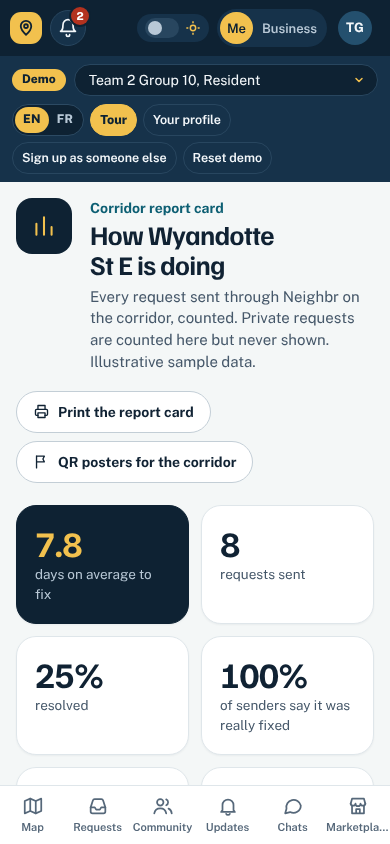 2
Me Business TG
Demo Team 2 Group 10, Resident
EN FR Tour Your profile
Sign up as someone else Reset demo
Corridor report card
How Wyandotte
St E is doing
Every request sent through Neighbr on
the corridor, counted. Private requests
are counted here but never shown.
Illustrative sample data.
Print the report card
QR posters for the corridor
7.8
days on average to
fix
8
requests sent
25%
resolved
100%
of senders say it was
really fixed
Map Requests Community Updates Chats Marketpla...